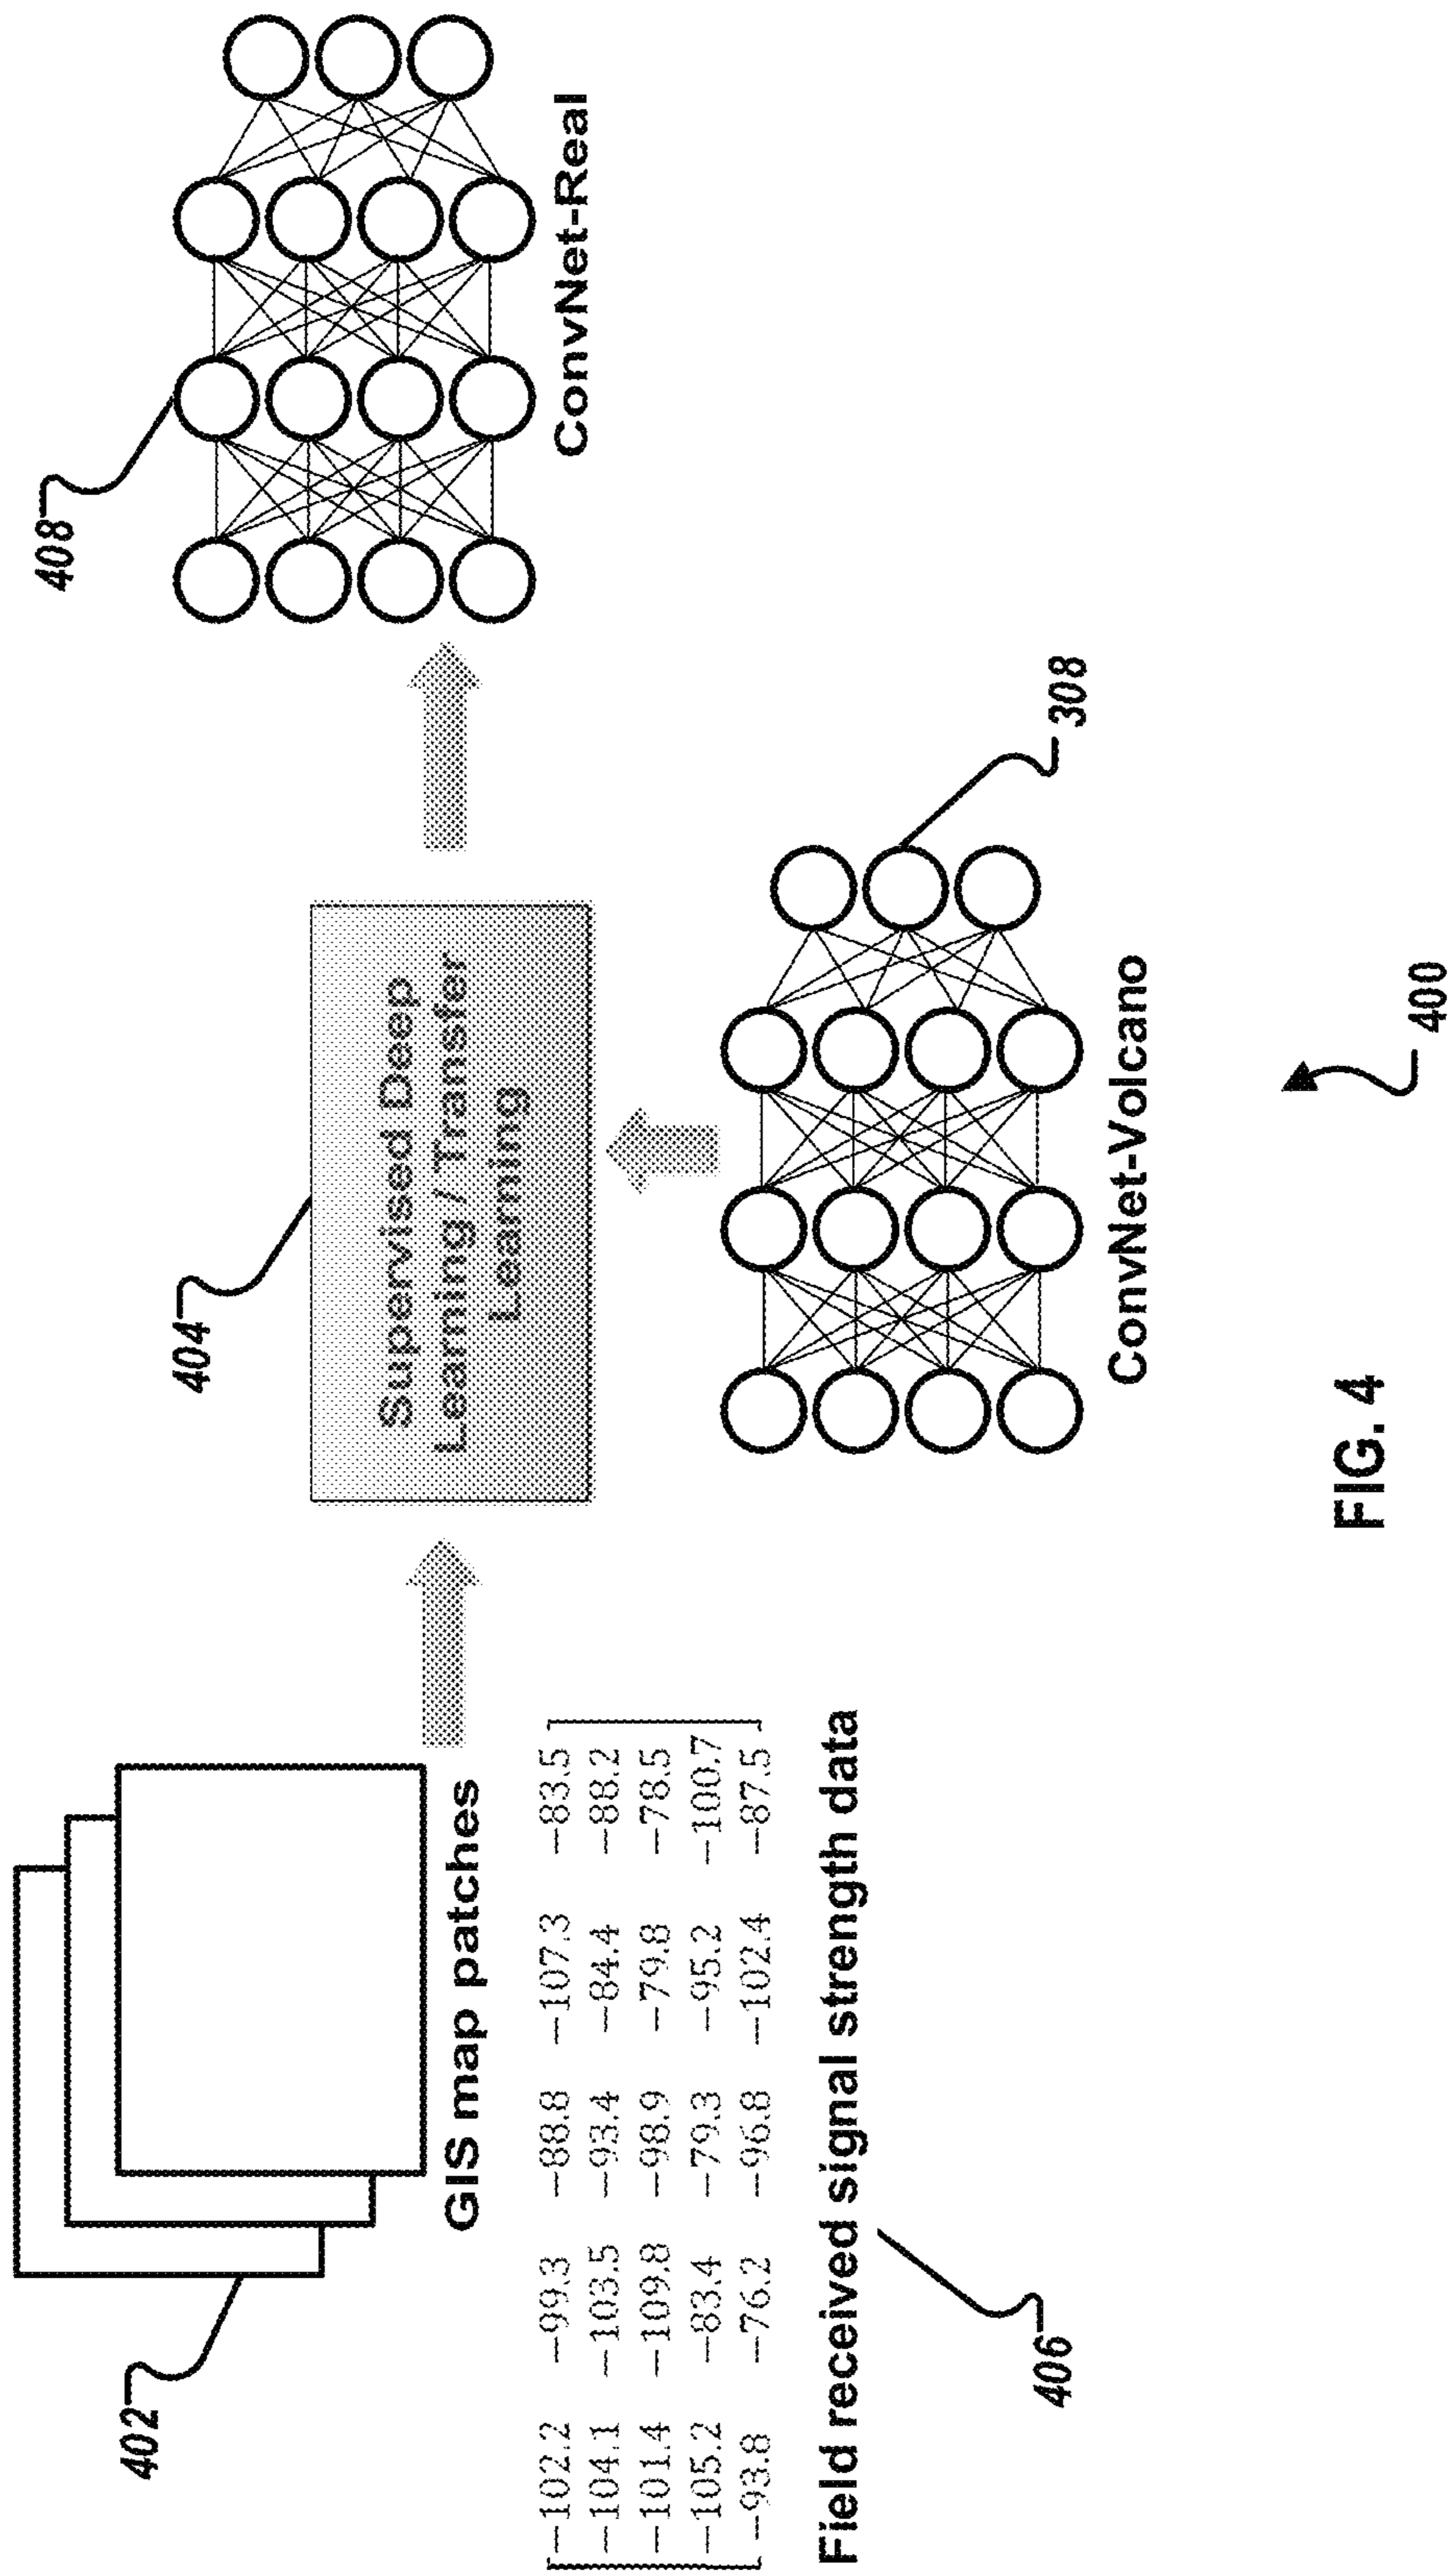 402
GIS map patches
−102.2 −99.3 −88.8 −107.3 −83.5
−104.1 −103.5 −93.4 −84.4 −88.2
−101.4 −109.8 −98.9 −79.8 −78.5
−105.2 −83.4 −79.3 −95.2 −100.7
−93.8 −76.2 −96.8 −102.4 −87.5
Field received signal strength data
406
404
Supervised Deep
Learning / Transfer
Learning
408
ConvNet-Real
308
ConvNet-Volcano
FIG. 4
400